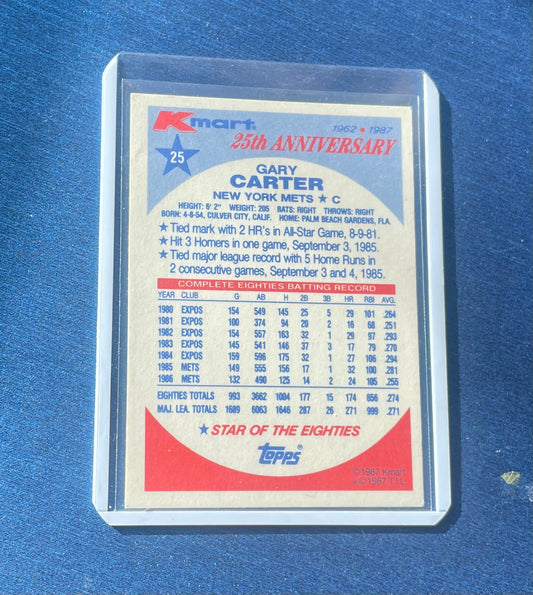 Kmart® 1962 • 1987
25th ANNIVERSARY
25
GARY
CARTER
NEW YORK METS ★ C
HEIGHT: 6' 2" WEIGHT: 205 BATS: RIGHT THROWS: RIGHT
BORN: 4-8-54, CULVER CITY, CALIF. HOME: PALM BEACH GARDENS, FLA.
★ Tied mark with 2 HR's in All-Star Game, 8-9-81.
★ Hit 3 Homers in one game, September 3, 1985.
★ Tied major league record with 5 Home Runs in
2 consecutive games, September 3 and 4, 1985.
COMPLETE EIGHTIES BATTING RECORD
YEAR CLUB G AB H 2B 3B HR RBI AVG.
1980 EXPOS 154 549 145 25 5 29 101 .264
1981 EXPOS 100 374 94 20 2 16 68 .251
1982 EXPOS 154 557 163 32 1 29 97 .293
1983 EXPOS 145 541 146 37 3 17 79 .270
1984 EXPOS 159 596 175 32 1 27 106 .294
1985 METS 149 555 156 17 1 32 100 .281
1986 METS 132 490 125 14 2 24 105 .255
EIGHTIES TOTALS 993 3662 1004 177 15 174 656 .274
MAJ. LEA. TOTALS 1689 6063 1646 287 26 271 999 .271
★ STAR OF THE EIGHTIES
topps®
© 1987 Kmart
© 1987 T.I.L.